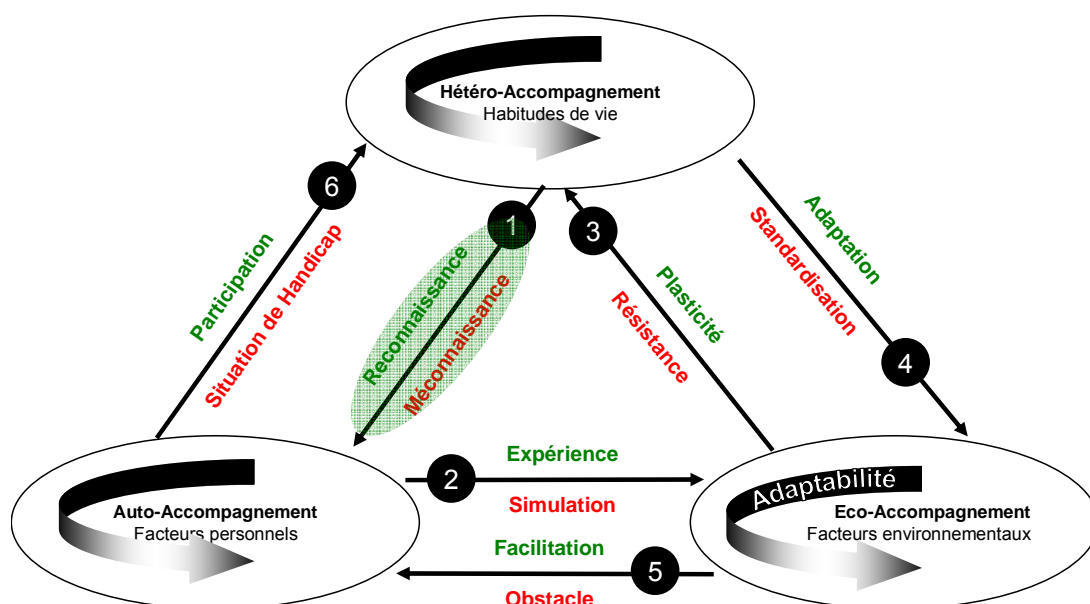 Hétéro-Accompagnement
Habitudes de vie
6
Participation
Situation de Handicap
1
Reconnaissance
Méconnaissance
3
Plasticité
Résistance
Adaptation
Standardisation
4
2
Expérience
Simulation
Auto-Accompagnement
Facteurs personnels
Adaptabilité
Eco-Accompagnement
Facteurs environnementaux
Facilitation
5
Obstacle